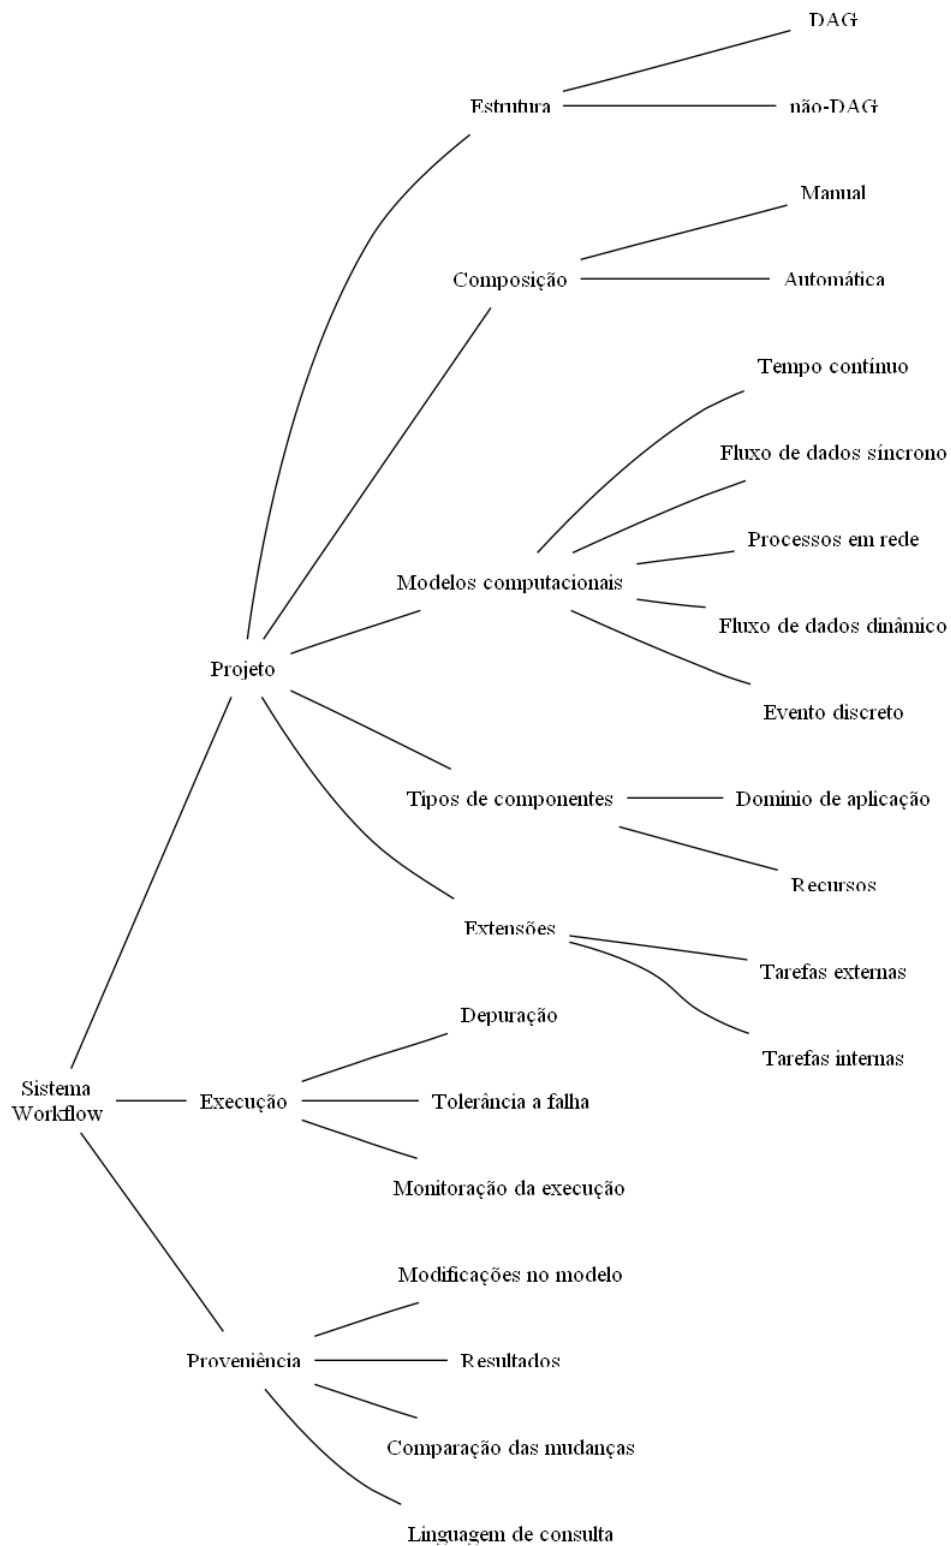 DAG
Estrutura
não-DAG
Manual
Composição
Automática
Tempo contínuo
Fluxo de dados síncrono
Processos em rede
Modelos computacionais
Fluxo de dados dinâmico
Projeto
Evento discreto
Tipos de componentes
Dominio de aplicação
Recursos
Extensões
Tarefas externas
Depuração
Tarefas internas
Sistema
Workflow
Execução
Tolerância a falha
Monitoração da execução
Modificações no modelo
Proveniência
Resultados
Comparação das mudanças
Linguagem de consulta